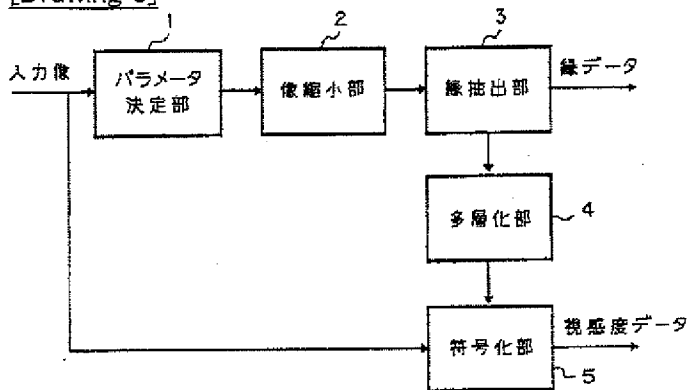 [Drawing
1
2
3
入力像
パラメータ
決定部
像縮小部
縁抽出部
縁データ
多層化部
4
符号化部
視感度データ
5